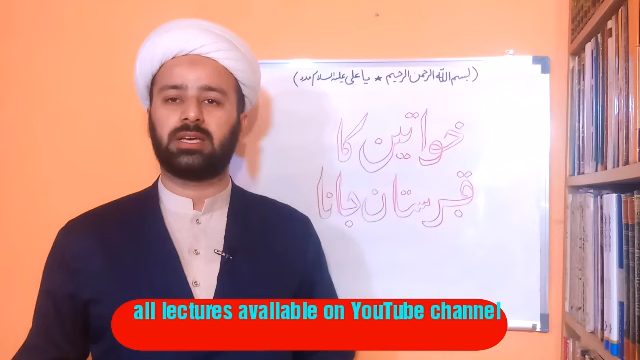 (بسم اللہ الرحمن الرحیم ★ یا علی علیہ السلام مدد)
خواتین کا
قبرستان جانا
all lectures available on YouTube channel